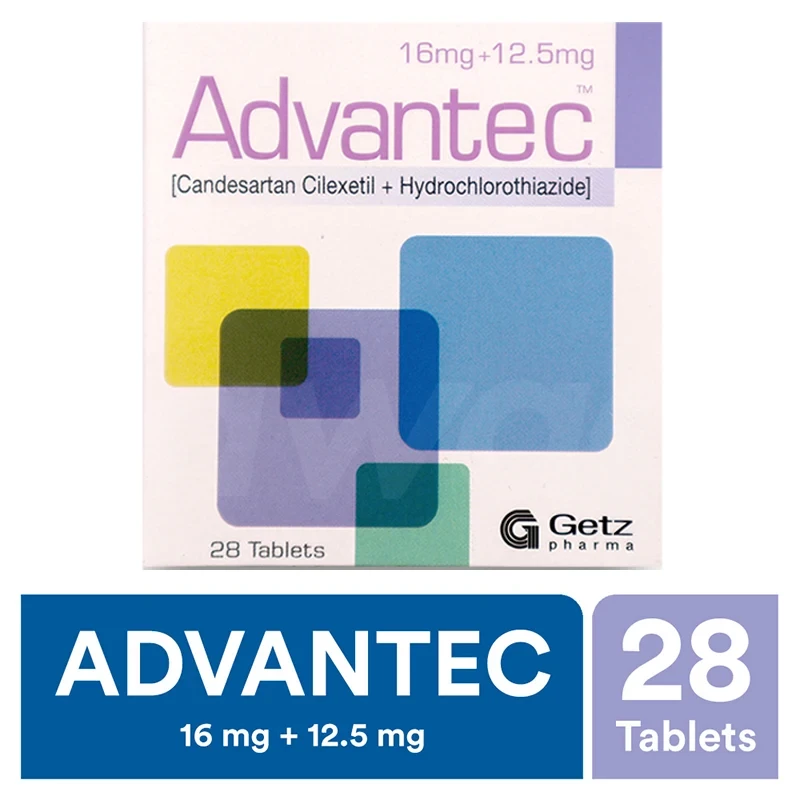 16mg+12.5mg
Advantec™
[Candesartan Cilexetil + Hydrochlorothiazide]
28 Tablets
Getz
pharma
ADVANTEC
16 mg + 12.5 mg
28
Tablets